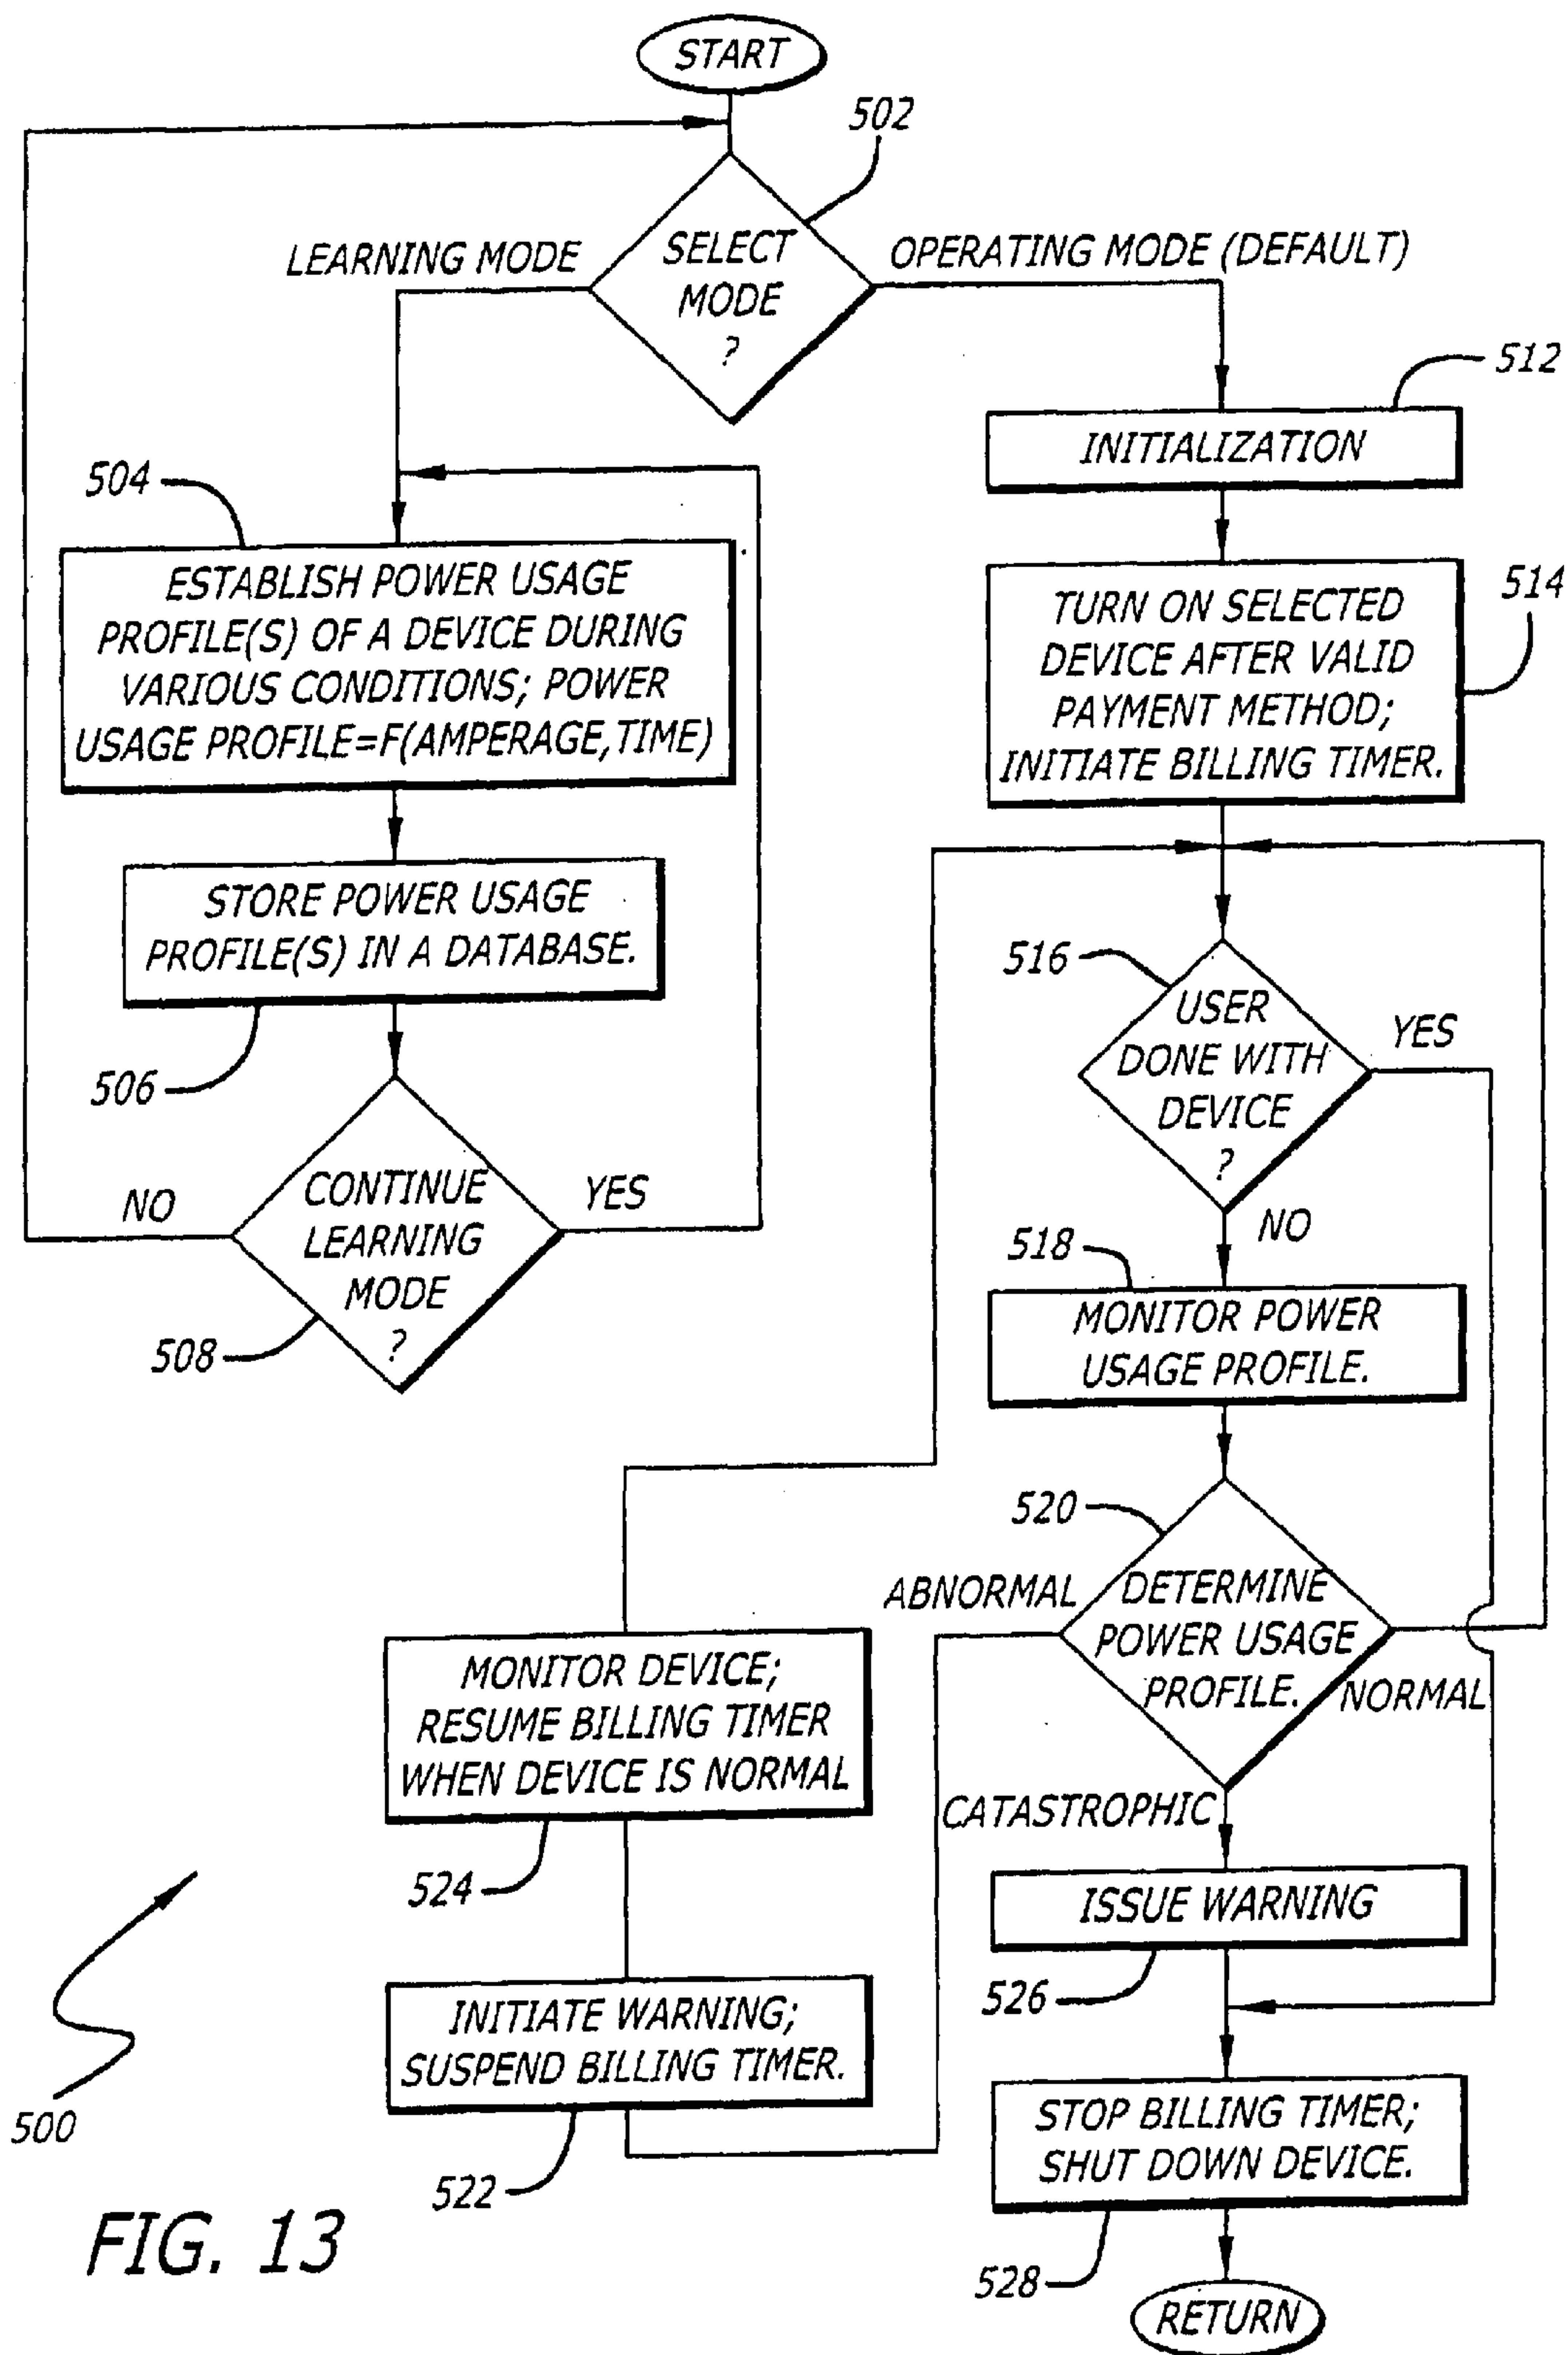 START
502
LEARNING MODE
SELECT
MODE
?
OPERATING MODE (DEFAULT)
512
INITIALIZATION
504
ESTABLISH POWER USAGE
PROFILE(S) OF A DEVICE DURING
VARIOUS CONDITIONS; POWER
USAGE PROFILE=F(AMPERAGE,TIME)
514
TURN ON SELECTED
DEVICE AFTER VALID
PAYMENT METHOD;
INITIATE BILLING TIMER.
STORE POWER USAGE
PROFILE(S) IN A DATABASE.
506
516
USER
DONE WITH
DEVICE
?
YES
NO
NO
CONTINUE
LEARNING
MODE
?
YES
508
518
MONITOR POWER
USAGE PROFILE.
520
ABNORMAL
DETERMINE
POWER USAGE
PROFILE.
NORMAL
CATASTROPHIC
MONITOR DEVICE;
RESUME BILLING TIMER
WHEN DEVICE IS NORMAL
524
ISSUE WARNING
526
INITIATE WARNING;
SUSPEND BILLING TIMER.
522
STOP BILLING TIMER;
SHUT DOWN DEVICE.
528
RETURN
500
FIG. 13